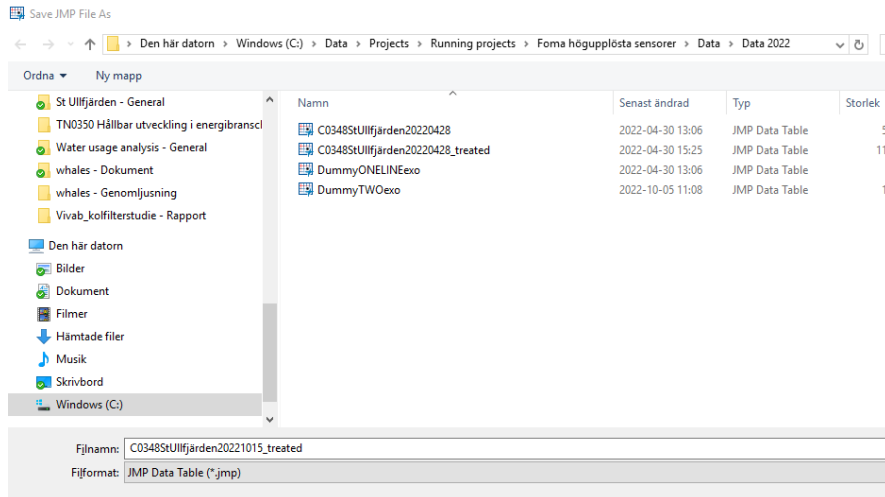 Save JMP File As
Den här datorn > Windows (C:) > Data > Projects > Running projects > Foma högupplösta sensorer > Data > Data 2022
Ordna Ny mapp
Namn Senast ändrad Typ Storlek
St Ullfjärden - General
TN0350 Hållbar utveckling i energibranscl
Water usage analysis - General
whales - Dokument
whales - Genomljusning
Vivab_kolfilterstudie - Rapport
Den här datorn
Bilder
Dokument
Filmer
Hämtade filer
Musik
Skrivbord
Windows (C:)
C0348StUllfjärden20220428 2022-04-30 13:06 JMP Data Table 5
C0348StUllfjärden20220428_treated 2022-04-30 15:25 JMP Data Table 11
DummyONELINEexo 2022-04-30 13:06 JMP Data Table
DummyTWOexo 2022-10-05 11:08 JMP Data Table 1
Filnamn: C0348StUllfjärden20221015_treated
Filformat: JMP Data Table (*.jmp)